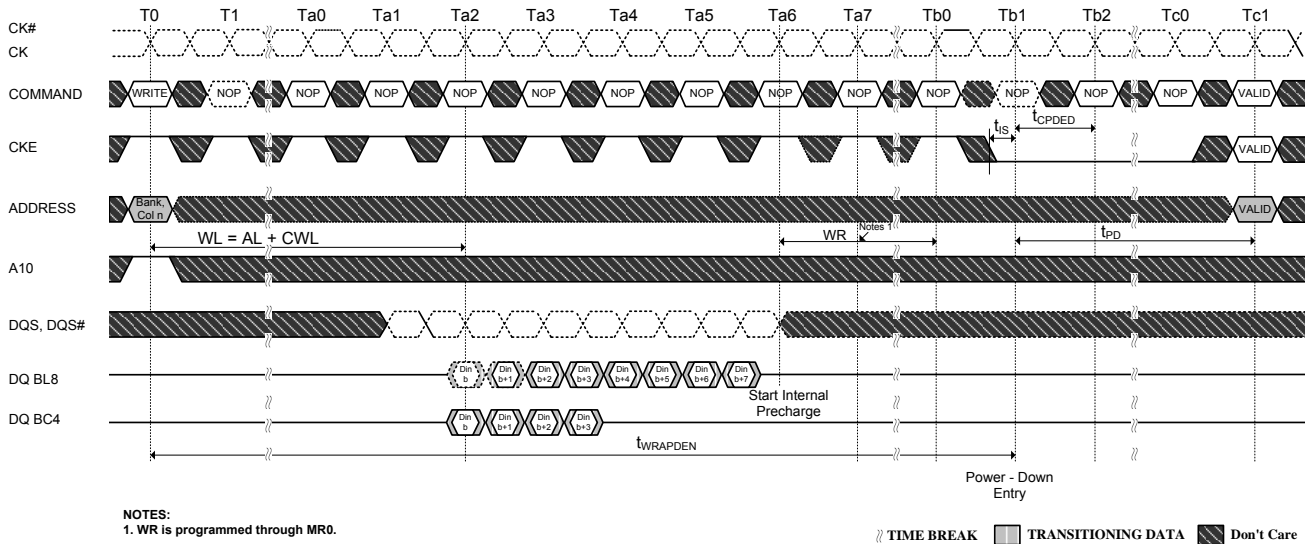 T0 T1 Ta0 Ta1 Ta2 Ta3 Ta4 Ta5 Ta6 Ta7 Tb0 Tb1 Tb2 Tc0 Tc1
CK#
CK
COMMAND WRITE NOP NOP NOP NOP NOP NOP NOP NOP NOP NOP NOP NOP NOP VALID
tIS tCPDED
CKE VALID
ADDRESS Bank, Col n VALID
WL = AL + CWL WR Notes 1 tPD
A10
DQS, DQS#
DQ BL8 Din b Din b+1 Din b+2 Din b+3 Din b+4 Din b+5 Din b+6 Din b+7
Start Internal
Precharge
DQ BC4 Din b Din b+1 Din b+2 Din b+3
tWRAPDEN
Power - Down
Entry
NOTES:
1. WR is programmed through MR0.
TIME BREAK TRANSITIONING DATA Don't Care